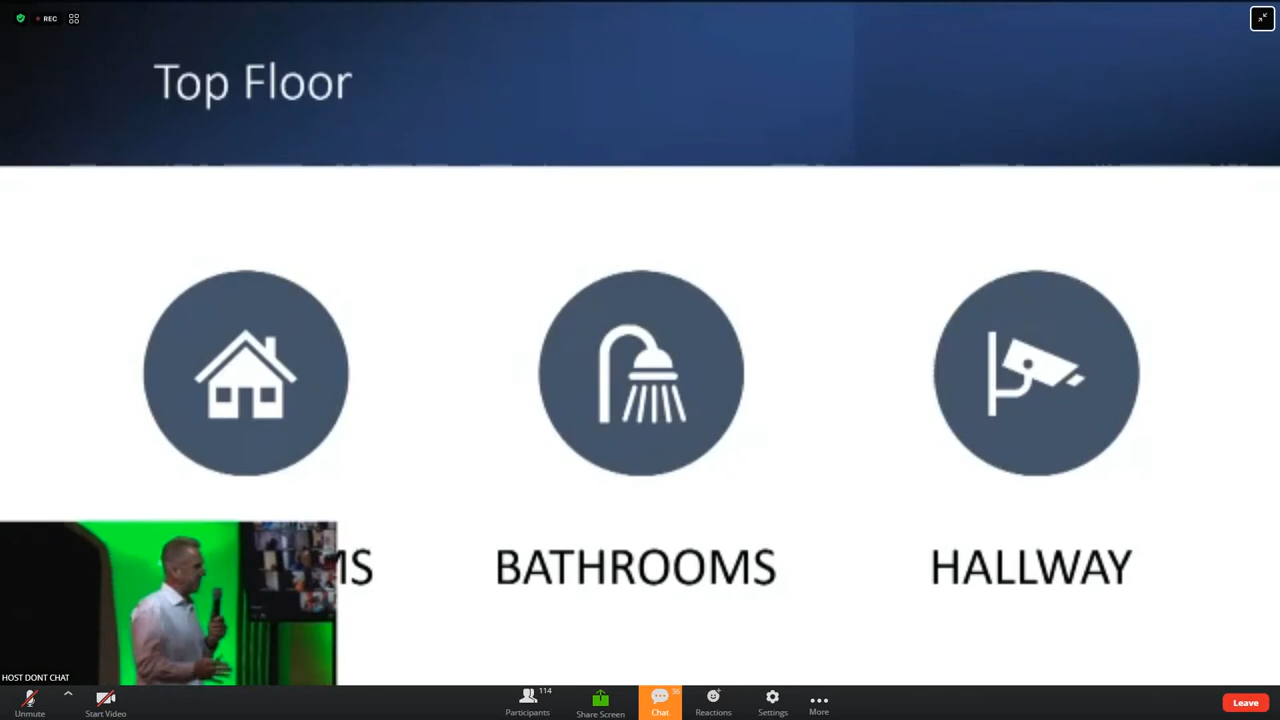 REC
Top Floor
MS
BATHROOMS
HALLWAY
HOST DONT CHAT
114
36
Unmute
Start Video
Participants
Share Screen
Chat
Reactions
Settings
More
Leave